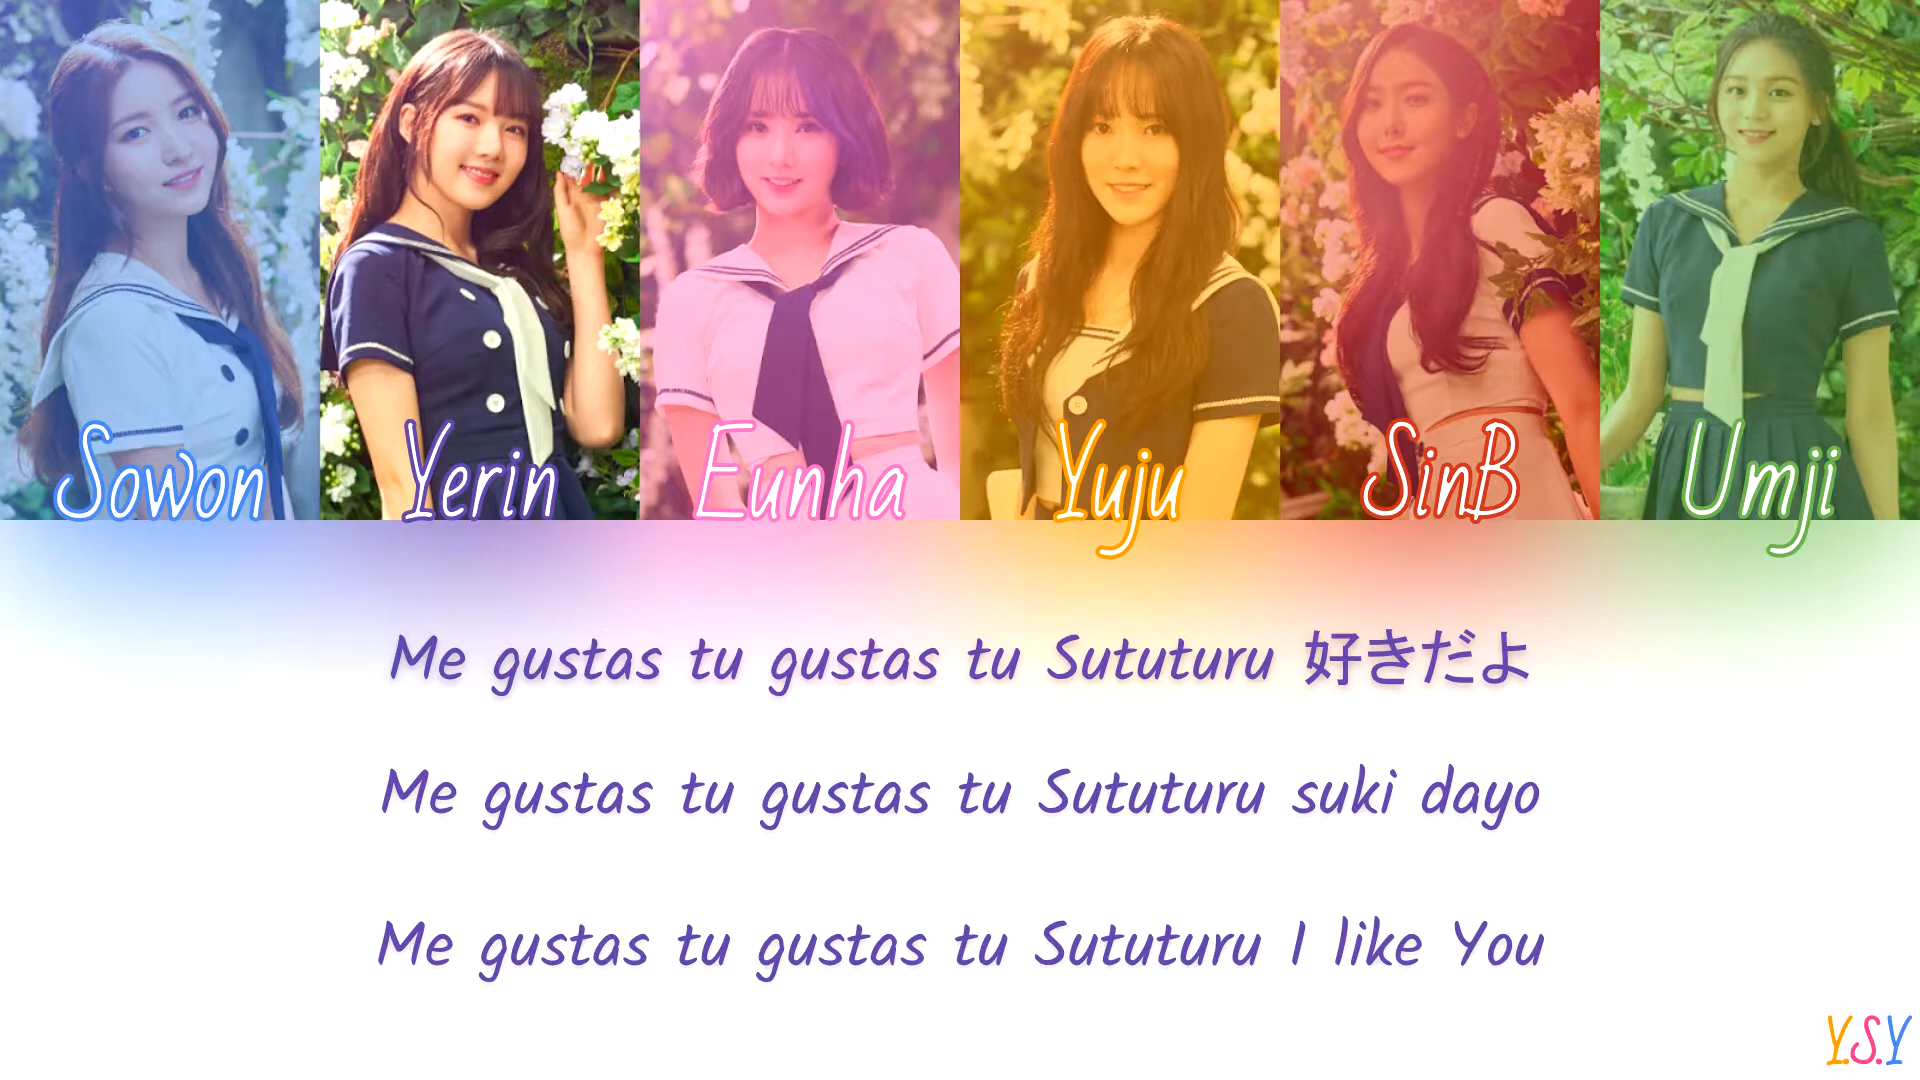 Sowon Yerin Eunha Yuju SinB Umji
Me gustas tu gustas tu Sututuru 好きだよ
Me gustas tu gustas tu Sututuru suki dayo
Me gustas tu gustas tu Sututuru I like You
Y.S.Y